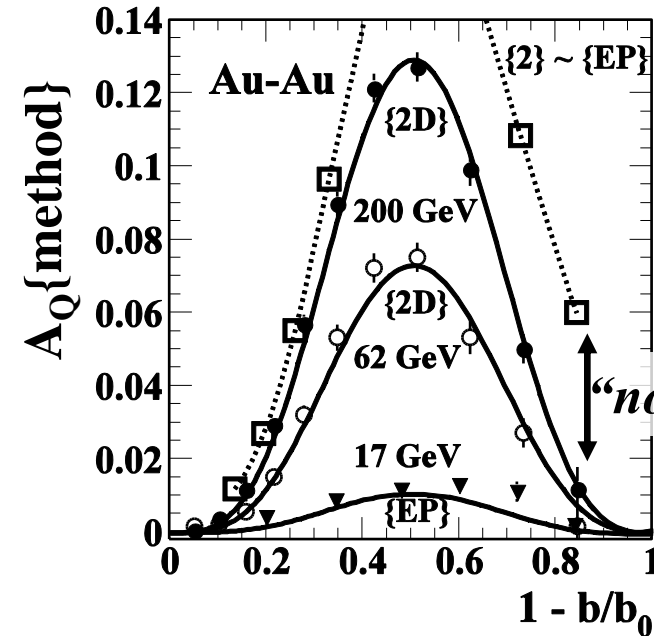 0.14
0.12
0.1
0.08
0.06
0.04
0.02
0
A_Q{method}
Au-Au
{2} ~ {EP}
{2D}
200 GeV
{2D}
62 GeV
17 GeV
{EP}
0 0.2 0.4 0.6 0.8 1
1 - b/b_0